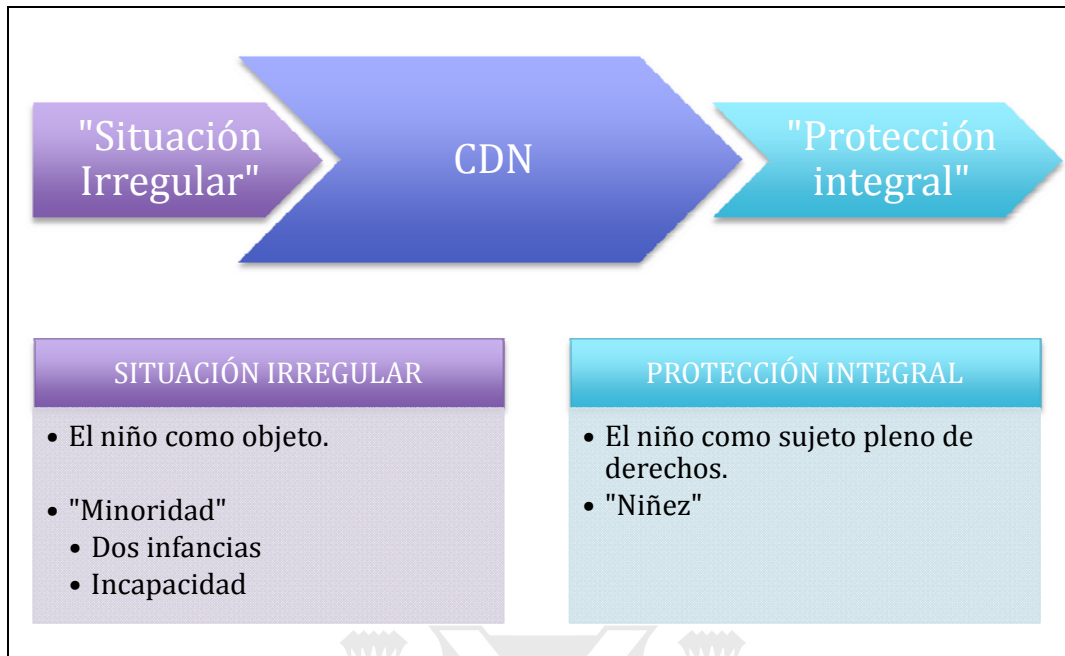 "Situación
Irregular"
CDN
"Protección
integral"
SITUACIÓN IRREGULAR
• El niño como objeto.
• "Minoridad"
• Dos infancias
• Incapacidad
PROTECCIÓN INTEGRAL
• El niño como sujeto pleno de
derechos.
• "Niñez"